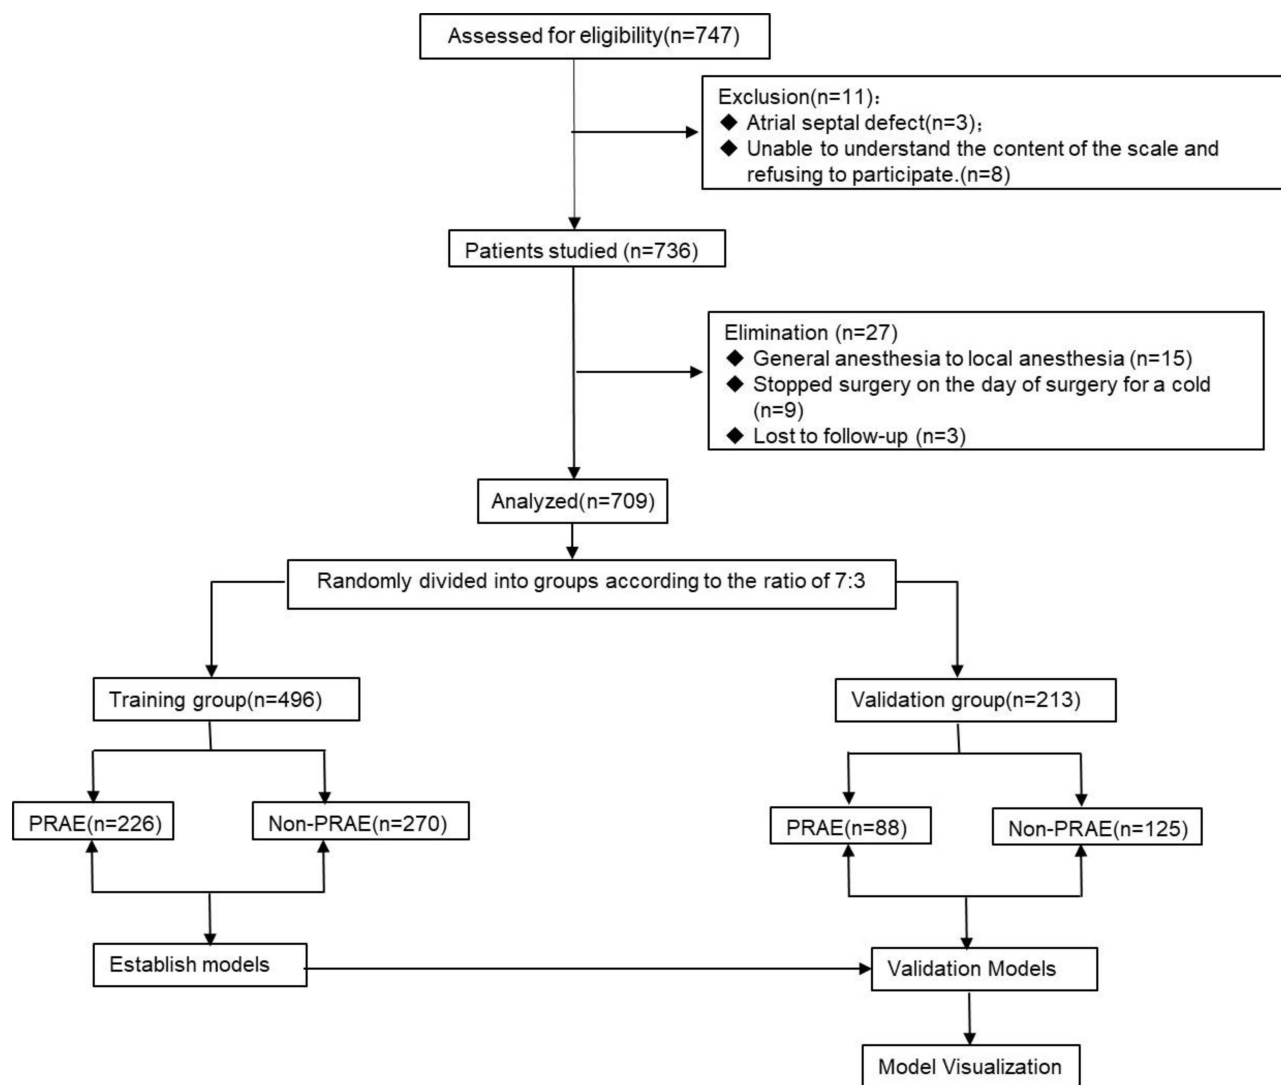 Assessed for eligibility(n=747)
Exclusion(n=11)：
◆ Atrial septal defect(n=3)；
◆ Unable to understand the content of the scale and
refusing to participate.(n=8)
Patients studied (n=736)
Elimination (n=27)
◆ General anesthesia to local anesthesia (n=15)
◆ Stopped surgery on the day of surgery for a cold
(n=9)
◆ Lost to follow-up (n=3)
Analyzed(n=709)
Randomly divided into groups according to the ratio of 7:3
Training group(n=496)
Validation group(n=213)
PRAE(n=226)
Non-PRAE(n=270)
PRAE(n=88)
Non-PRAE(n=125)
Establish models
Validation Models
Model Visualization